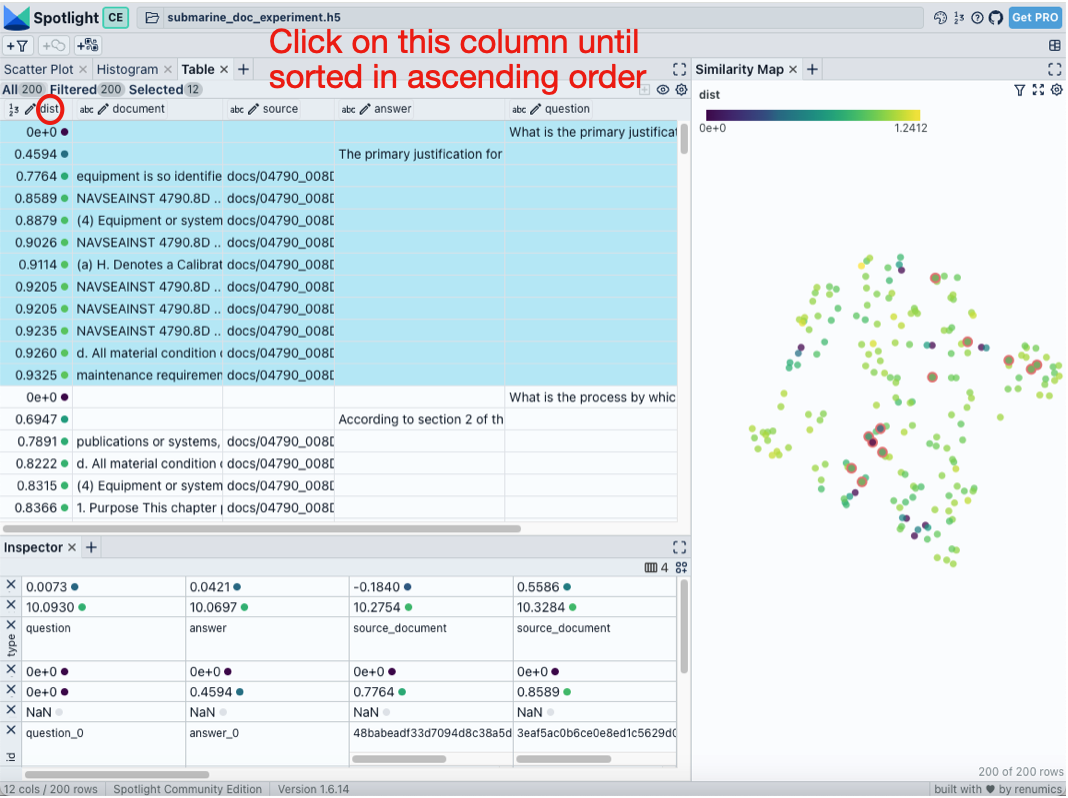 Spotlight CE submarine_doc_experiment.h5 Get PRO
Click on this column until
sorted in ascending order
Scatter Plot Histogram Table
All 200 Filtered 200 Selected 12
dist abc document abc source abc answer abc question
0e+0 What is the primary justificat
0.4594 The primary justification for
0.7764 equipment is so identifie docs/04790_008D
0.8589 NAVSEAINST 4790.8D .. docs/04790_008D
0.8879 (4) Equipment or system docs/04790_008D
0.9026 NAVSEAINST 4790.8D .. docs/04790_008D
0.9114 (a) H. Denotes a Calibrat docs/04790_008D
0.9205 NAVSEAINST 4790.8D .. docs/04790_008D
0.9205 NAVSEAINST 4790.8D .. docs/04790_008D
0.9235 NAVSEAINST 4790.8D .. docs/04790_008D
0.9260 d. All material condition docs/04790_008D
0.9325 maintenance requiremen docs/04790_008D
0e+0 What is the process by whic
0.6947 According to section 2 of th
0.7891 publications or systems, docs/04790_008D
0.8222 d. All material condition docs/04790_008D
0.8315 (4) Equipment or system docs/04790_008D
0.8366 1. Purpose This chapter docs/04790_008D
Inspector
4
0.0073 0.0421 -0.1840 0.5586
10.0930 10.0697 10.2754 10.3284
type question answer source_document source_document
0e+0 0e+0 0e+0 0e+0
0e+0 0.4594 0.7764 0.8589
NaN NaN NaN NaN
id question_0 answer_0 48babeadf33d7094d8c38a5d 3eaf5ac0b6ce0e8ed1c5629d0
Similarity Map
dist
0e+0 1.2412
200 of 200 rows
12 cols / 200 rows Spotlight Community Edition Version 1.6.14 built with ♥ by renumics